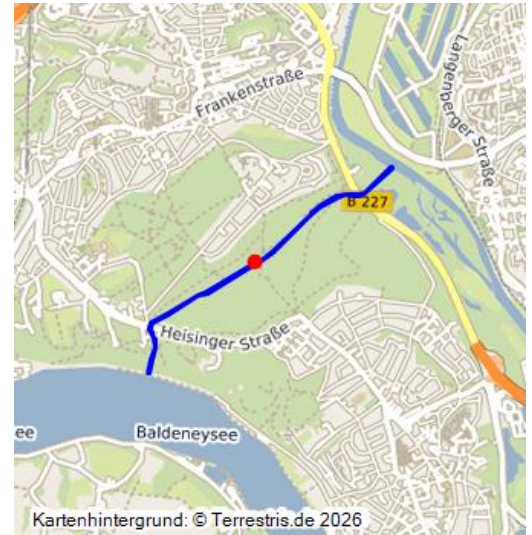 Frankenstraße
Langenberger Straße
B 227
Heisinger Straße
ee
Baldeneysee
Kartenhintergrund: © Terrestris.de 2026